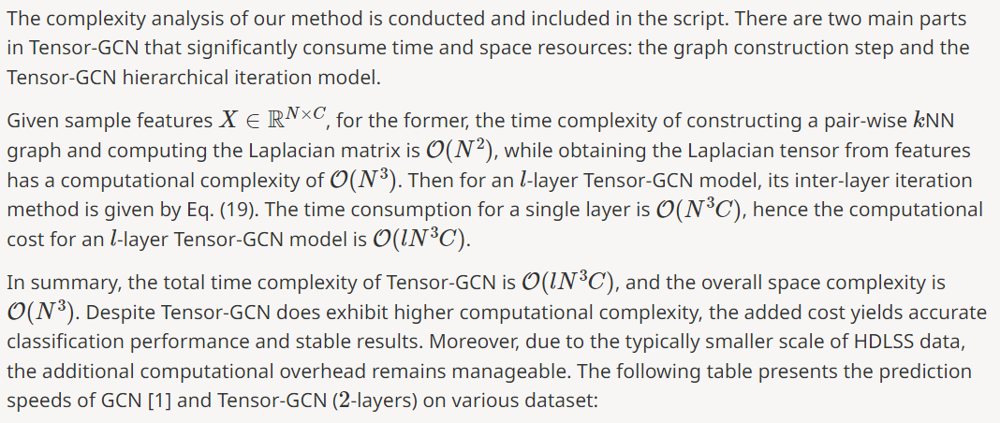 The complexity analysis of our method is conducted and included in the script. There are two main parts
in Tensor-GCN that significantly consume time and space resources: the graph construction step and the
Tensor-GCN hierarchical iteration model.
Given sample features $X \in \mathbb{R}^{N \times C}$, for the former, the time complexity of constructing a pair-wise $k$NN
graph and computing the Laplacian matrix is $\mathcal{O}(N^2)$, while obtaining the Laplacian tensor from features
has a computational complexity of $\mathcal{O}(N^3)$. Then for an $l$-layer Tensor-GCN model, its inter-layer iteration
method is given by Eq. (19). The time consumption for a single layer is $\mathcal{O}(N^3C)$, hence the computational
cost for an $l$-layer Tensor-GCN model is $\mathcal{O}(lN^3C)$.
In summary, the total time complexity of Tensor-GCN is $\mathcal{O}(lN^3C)$, and the overall space complexity is
$\mathcal{O}(N^3)$. Despite Tensor-GCN does exhibit higher computational complexity, the added cost yields accurate
classification performance and stable results. Moreover, due to the typically smaller scale of HDLSS data,
the additional computational overhead remains manageable. The following table presents the prediction
speeds of GCN [1] and Tensor-GCN (2-layers) on various dataset: